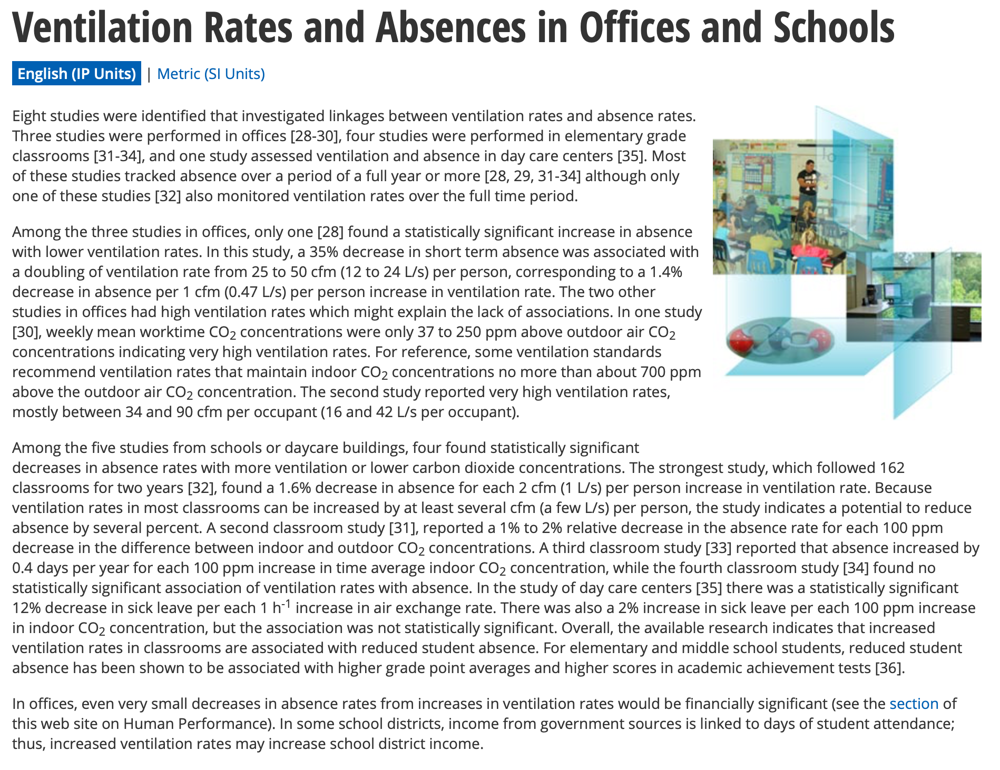 Ventilation Rates and Absences in Offices and Schools
English (IP Units) | Metric (SI Units)
Eight studies were identified that investigated linkages between ventilation rates and absence rates.
Three studies were performed in offices [28-30], four studies were performed in elementary grade
classrooms [31-34], and one study assessed ventilation and absence in day care centers [35]. Most
of these studies tracked absence over a period of a full year or more [28, 29, 31-34] although only
one of these studies [32] also monitored ventilation rates over the full time period.
Among the three studies in offices, only one [28] found a statistically significant increase in absence
with lower ventilation rates. In this study, a 35% decrease in short term absence was associated with
a doubling of ventilation rate from 25 to 50 cfm (12 to 24 L/s) per person, corresponding to a 1.4%
decrease in absence per 1 cfm (0.47 L/s) per person increase in ventilation rate. The two other
studies in offices had high ventilation rates which might explain the lack of associations. In one study
[30], weekly mean worktime CO2 concentrations were only 37 to 250 ppm above outdoor air CO2
concentrations indicating very high ventilation rates. For reference, some ventilation standards
recommend ventilation rates that maintain indoor CO2 concentrations no more than about 700 ppm
above the outdoor air CO2 concentration. The second study reported very high ventilation rates,
mostly between 34 and 90 cfm per occupant (16 and 42 L/s per occupant).
Among the five studies from schools or daycare buildings, four found statistically significant
decreases in absence rates with more ventilation or lower carbon dioxide concentrations. The strongest study, which followed 162
classrooms for two years [32], found a 1.6% decrease in absence for each 2 cfm (1 L/s) per person increase in ventilation rate. Because
ventilation rates in most classrooms can be increased by at least several cfm (a few L/s) per person, the study indicates a potential to reduce
absence by several percent. A second classroom study [31], reported a 1% to 2% relative decrease in the absence rate for each 100 ppm
decrease in the difference between indoor and outdoor CO2 concentrations. A third classroom study [33] reported that absence increased by
0.4 days per year for each 100 ppm increase in time average indoor CO2 concentration, while the fourth classroom study [34] found no
statistically significant association of ventilation rates with absence. In the study of day care centers [35] there was a statistically significant
12% decrease in sick leave per each 1 h-1 increase in air exchange rate. There was also a 2% increase in sick leave per each 100 ppm increase
in indoor CO2 concentration, but the association was not statistically significant. Overall, the available research indicates that increased
ventilation rates in classrooms are associated with reduced student absence. For elementary and middle school students, reduced student
absence has been shown to be associated with higher grade point averages and higher scores in academic achievement tests [36].
In offices, even very small decreases in absence rates from increases in ventilation rates would be financially significant (see the section of
this web site on Human Performance). In some school districts, income from government sources is linked to days of student attendance;
thus, increased ventilation rates may increase school district income.